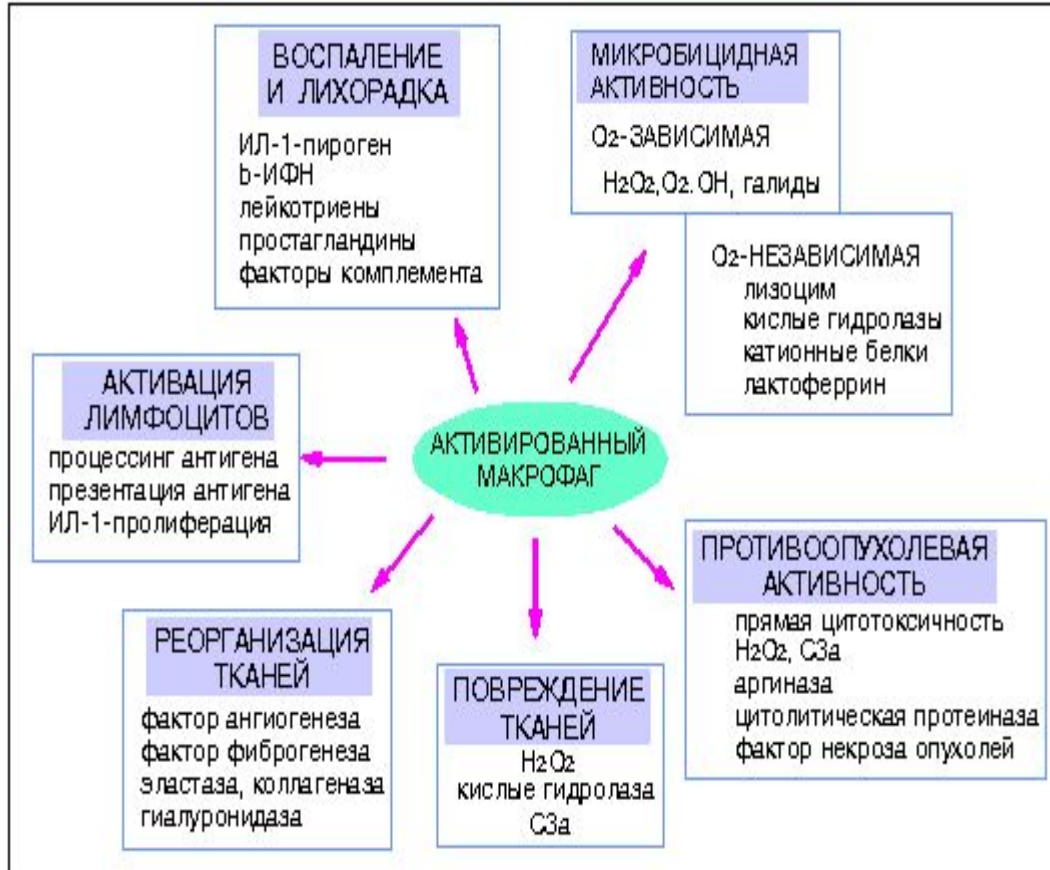 ВОСПАЛЕНИЕ
И ЛИХОРАДКА
ИЛ-1-пироген
b-ИФН
лейкотриены
простагландины
факторы комплемента
МИКРОБИЦИДНАЯ
АКТИВНОСТЬ
O2-ЗАВИСИМАЯ
H2O2,O2.OH, галиды
O2-НЕЗАВИСИМАЯ
лизоцим
кислые гидролазы
катионные белки
лактоферрин
АКТИВАЦИЯ
ЛИМФОЦИТОВ
процессинг антигена
презентация антигена
ИЛ-1-пролиферация
АКТИВИРОВАННЫЙ
МАКРОФАГ
ПРОТИВООПУХОЛЕВАЯ
АКТИВНОСТЬ
прямая цитотоксичность
H2O2, C3a
аргиназа
цитолитическая протеиназа
фактор некроза опухолей
РЕОРГАНИЗАЦИЯ
ТКАНЕЙ
фактор ангиогенеза
фактор фиброгенеза
эластаза, коллагеназа
гиалуронидаза
ПОВРЕЖДЕНИЕ
ТКАНЕЙ
H2O2
кислые гидролаза
C3a